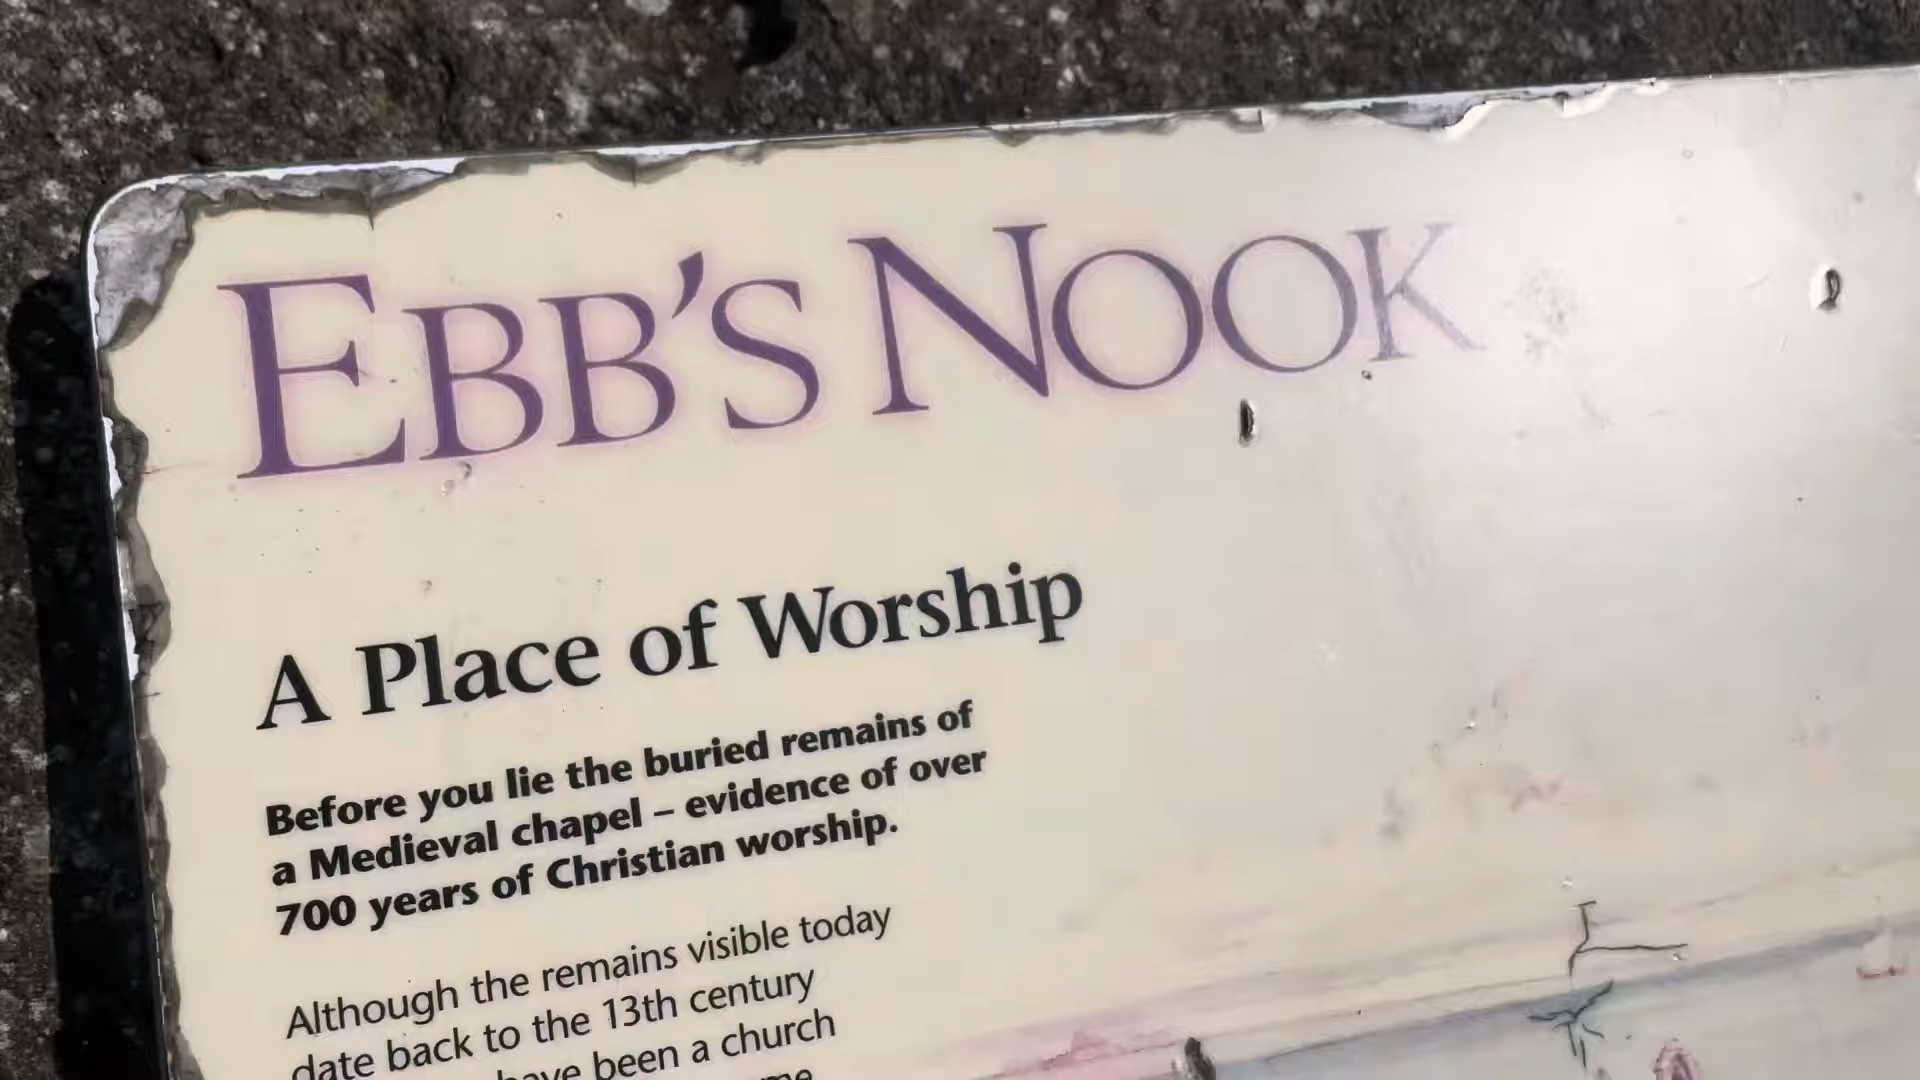 EBB'S NOOK
A Place of Worship
Before you lie the buried remains of
a Medieval chapel – evidence of over
700 years of Christian worship.
Although the remains visible today
date back to the 13th century
have been a church